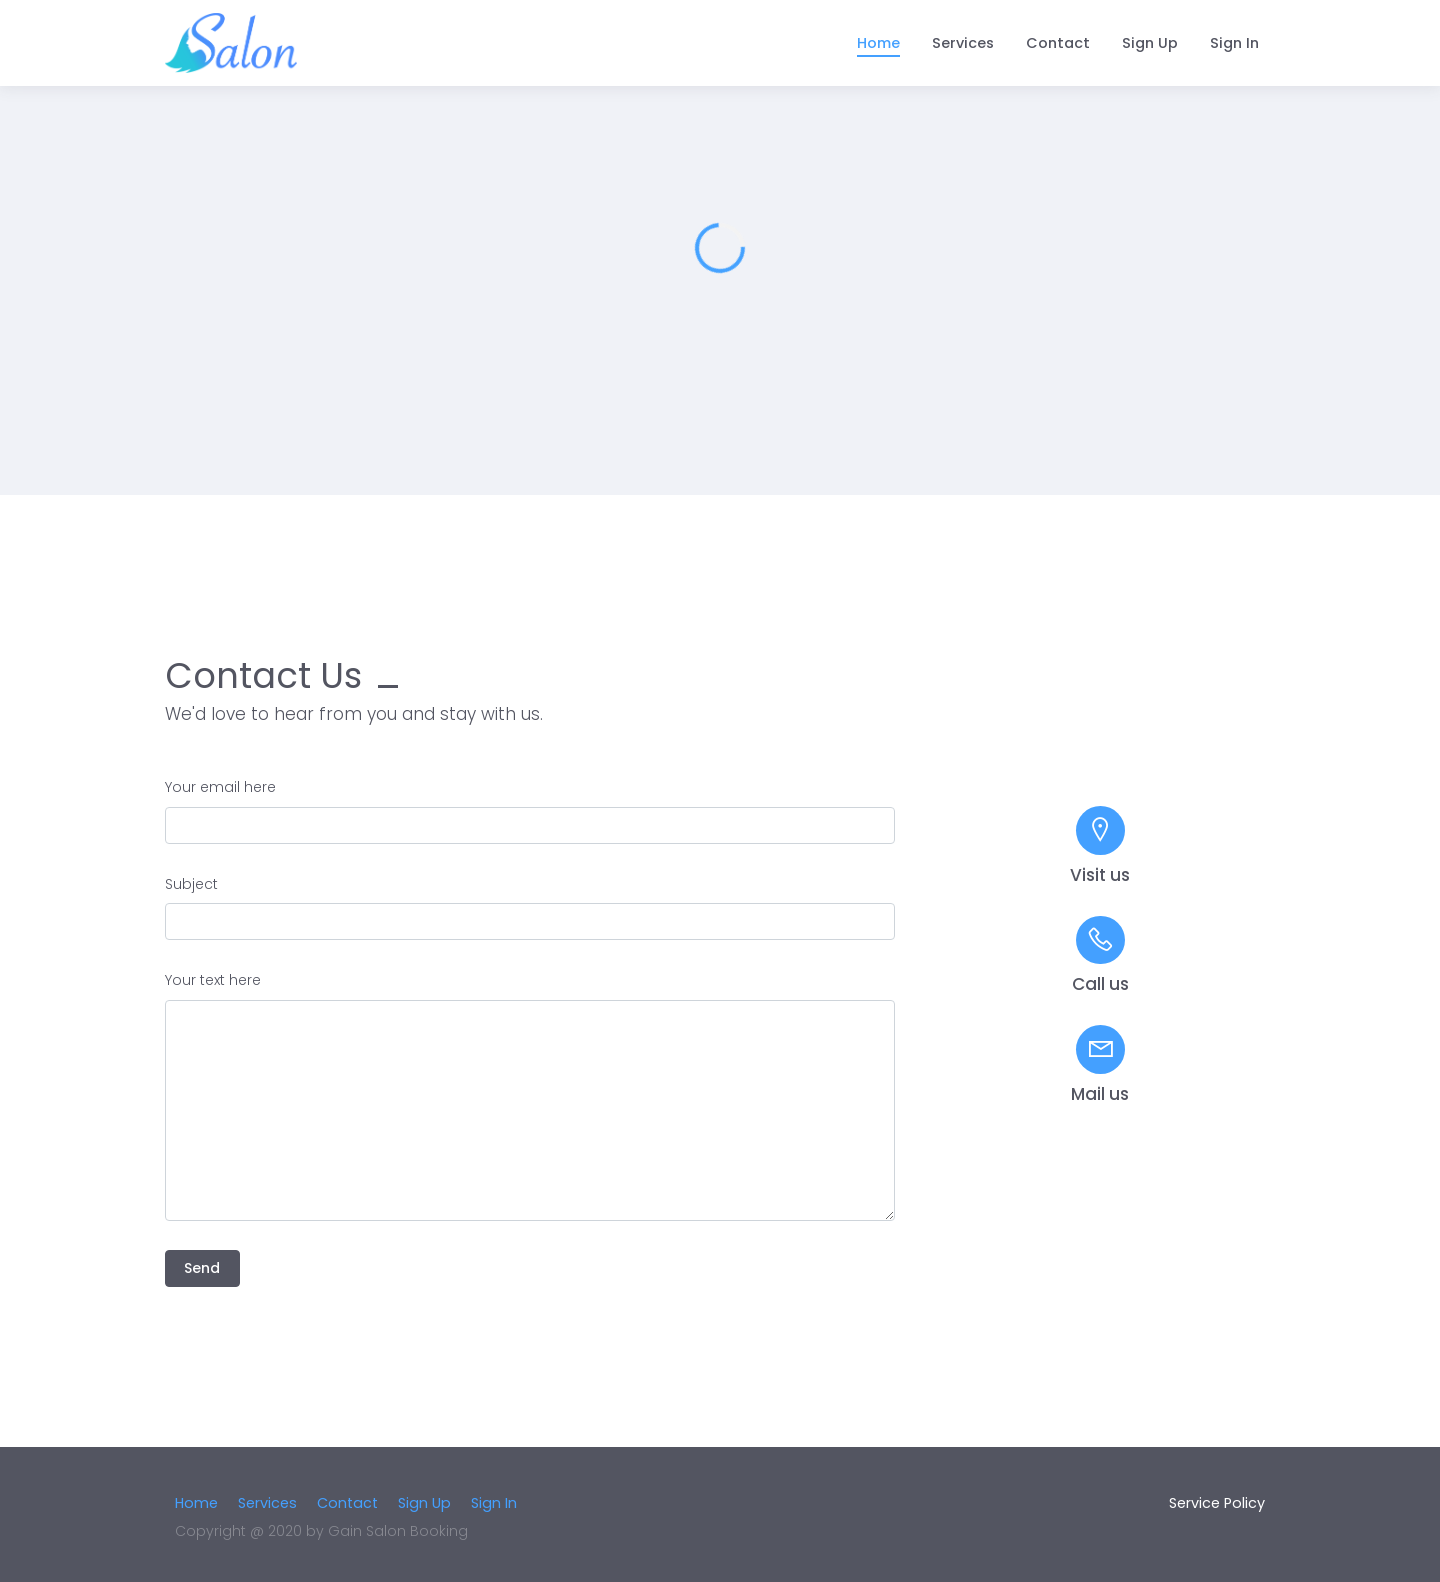 Salon
Home Services Contact Sign Up Sign In
Contact Us _
We'd love to hear from you and stay with us.
Your email here
Subject
Your text here
Send
Visit us
Call us
Mail us
Home Services Contact Sign Up Sign In
Service Policy
Copyright @ 2020 by Gain Salon Booking